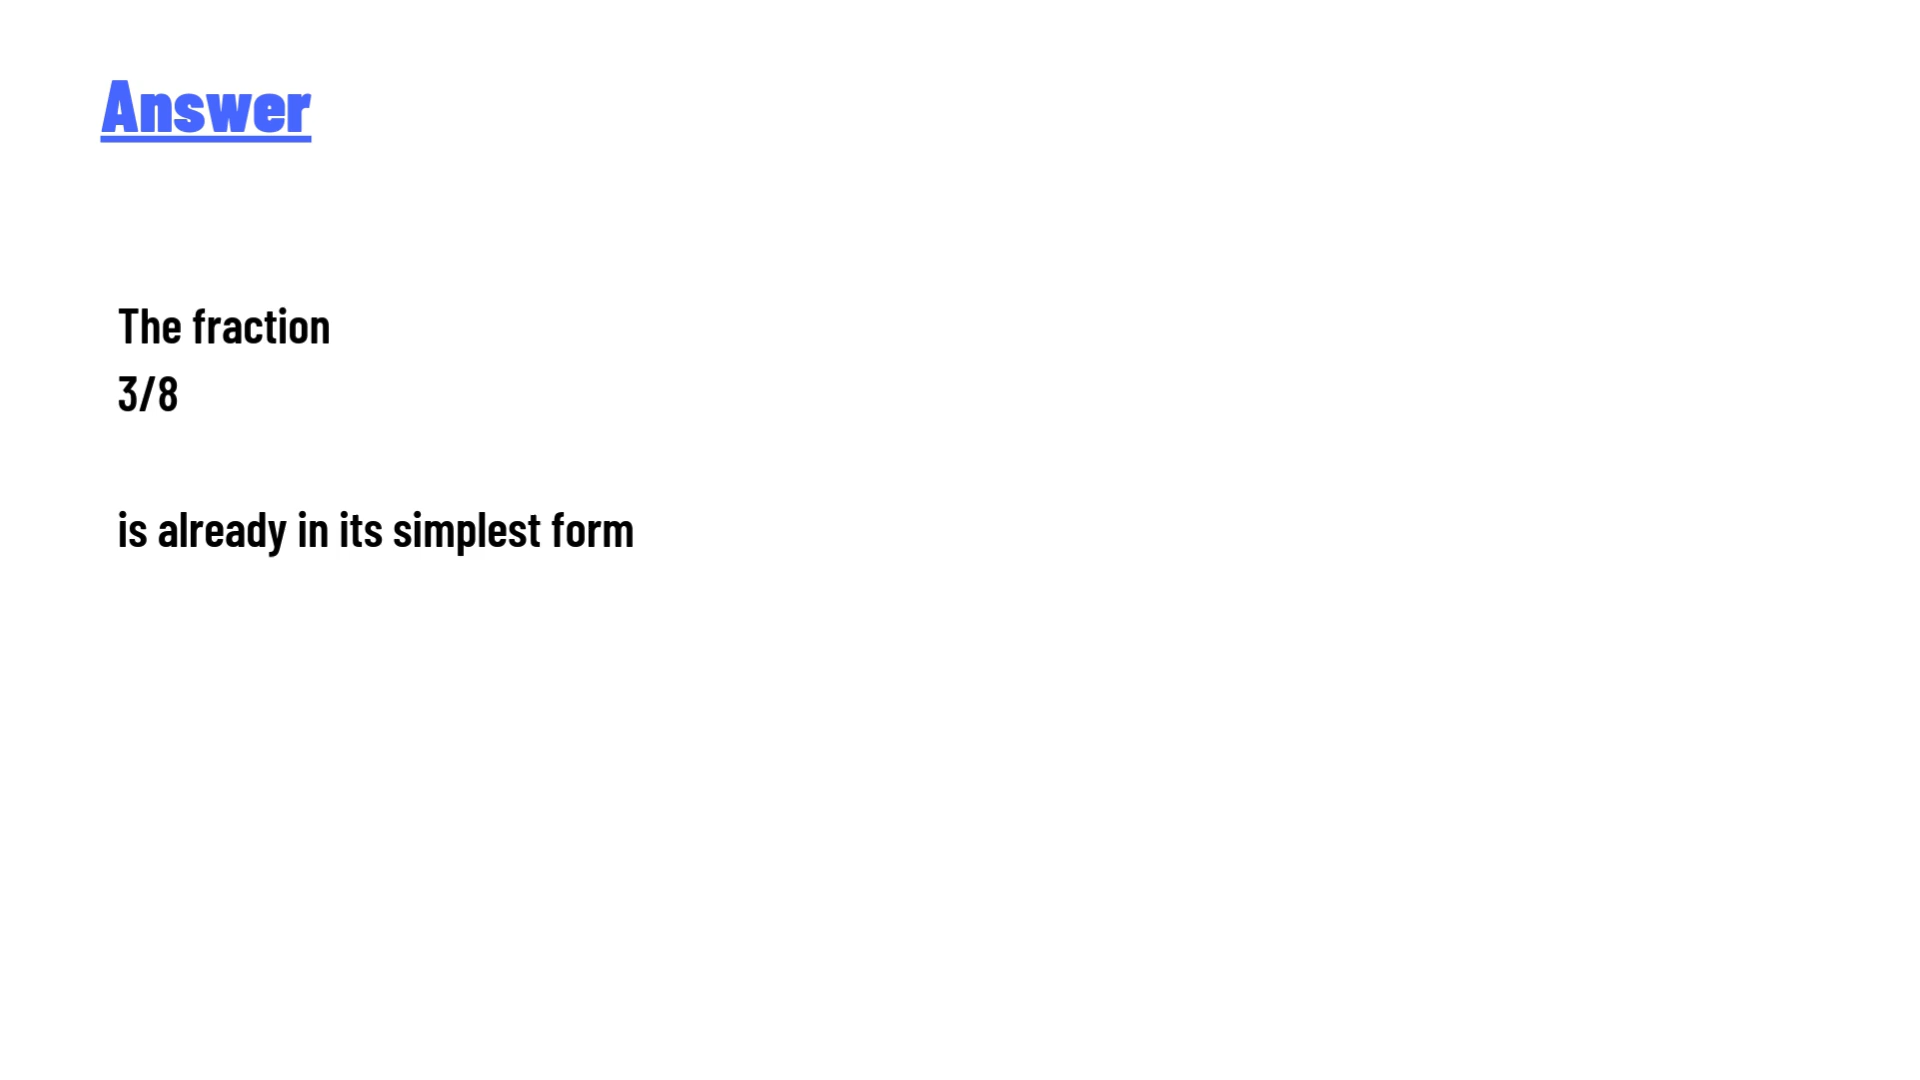 Answer
The fraction
3/8
is already in its simplest form